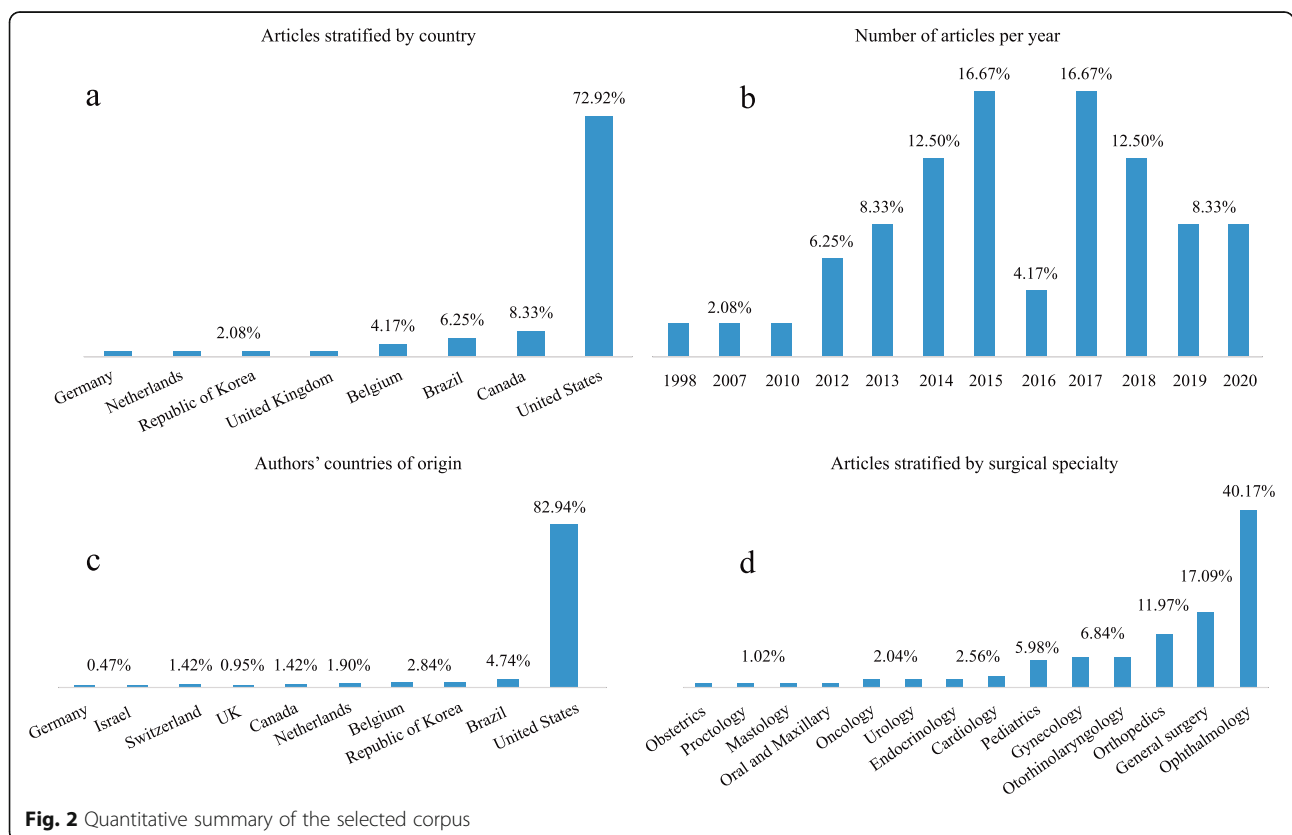 Articles stratified by country
a
72.92%
2.08%
4.17%
6.25%
8.33%
Germany
Netherlands
Republic of Korea
United Kingdom
Belgium
Brazil
Canada
United States
Number of articles per year
b
2.08%
6.25%
8.33%
12.50%
16.67%
4.17%
16.67%
12.50%
8.33%
1998 2007 2010 2012 2013 2014 2015 2016 2017 2018 2019 2020
Authors’ countries of origin
c
0.47% 1.42% 0.95% 1.42% 1.90% 2.84% 4.74% 82.94%
Germany
Israel
Switzerland
UK
Canada
Netherlands
Belgium
Republic of Korea
Brazil
United States
Articles stratified by surgical specialty
d
1.02%
2.04%
2.56%
5.98%
6.84%
11.97%
17.09%
40.17%
Obstetrics
Proctology
Mastology
Oral and Maxillary
Oncology
Urology
Endocrinology
Cardiology
Pediatrics
Gynecology
Otorhinolaryngology
Orthopedics
General surgery
Ophthalmology
Fig. 2 Quantitative summary of the selected corpus